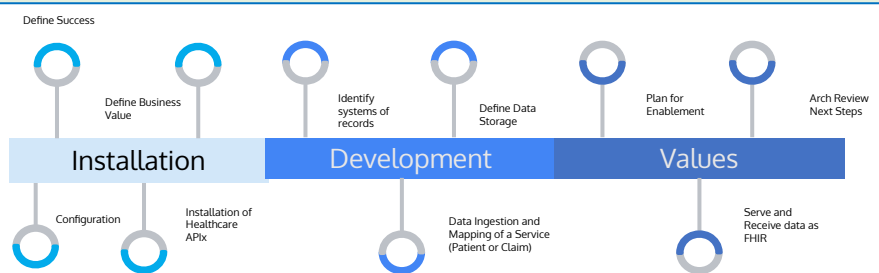 Define Success
Define Business
Value
Identify
systems of
records
Define Data
Storage
Plan for
Enablement
Arch Review
Next Steps
Installation
Development
Values
Configuration
Installation of
Healthcare
APIx
Data Ingestion and
Mapping of a Service
(Patient or Claim)
Serve and
Receive data as
FHIR